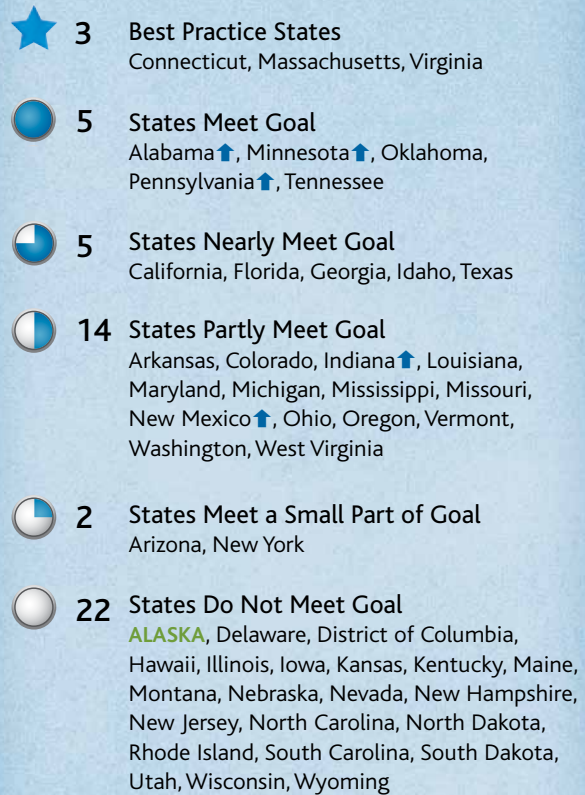 3 Best Practice States
Connecticut, Massachusetts, Virginia
5 States Meet Goal
Alabama⬆, Minnesota⬆, Oklahoma,
Pennsylvania⬆, Tennessee
5 States Nearly Meet Goal
California, Florida, Georgia, Idaho, Texas
14 States Partly Meet Goal
Arkansas, Colorado, Indiana⬆, Louisiana,
Maryland, Michigan, Mississippi, Missouri,
New Mexico⬆, Ohio, Oregon, Vermont,
Washington, West Virginia
2 States Meet a Small Part of Goal
Arizona, New York
22 States Do Not Meet Goal
ALASKA, Delaware, District of Columbia,
Hawaii, Illinois, Iowa, Kansas, Kentucky, Maine,
Montana, Nebraska, Nevada, New Hampshire,
New Jersey, North Carolina, North Dakota,
Rhode Island, South Carolina, South Dakota,
Utah, Wisconsin, Wyoming